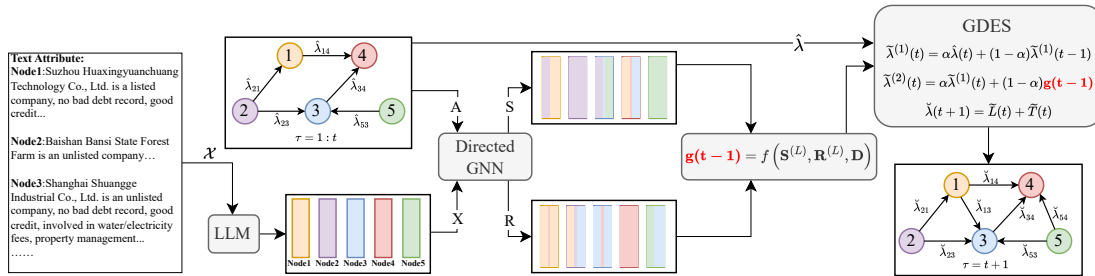 Text Attribute:
Node1:Suzhou Huaxingyuanchuang
Technology Co., Ltd. is a listed
company, no bad debt record, good
credit...
Node2:Baishan Bansi State Forest
Farm is an unlisted company…
Node3:Shanghai Shuangge
Industrial Co., Ltd. is an unlisted
company, no bad debt record, good
credit, involved in water/electricity
fees, property management...
……
𝒳
LLM
Node1 Node2 Node3 Node4 Node5
1 λ̂₁₄ 4
λ̂₂₁ λ̂₃₄
2 3 5
λ̂₂₃ λ̂₅₃
τ = 1 : t
A
X
Directed
GNN
S
R
λ̂
g(t − 1) = f(S^(L), R^(L), D)
GDES
λ̃^(1)(t) = αλ̂(t) + (1−α)λ̃^(1)(t−1)
λ̃^(2)(t) = αλ̃^(1)(t) + (1−α)g(t−1)
λ̆(t+1) = L̃(t) + T̃(t)
1 λ̆₁₄ 4
λ̆₂₁ λ̆₁₃ λ̆₃₄ λ̆₅₄
2 3 5
λ̆₂₃ λ̆₅₃
τ = t + 1